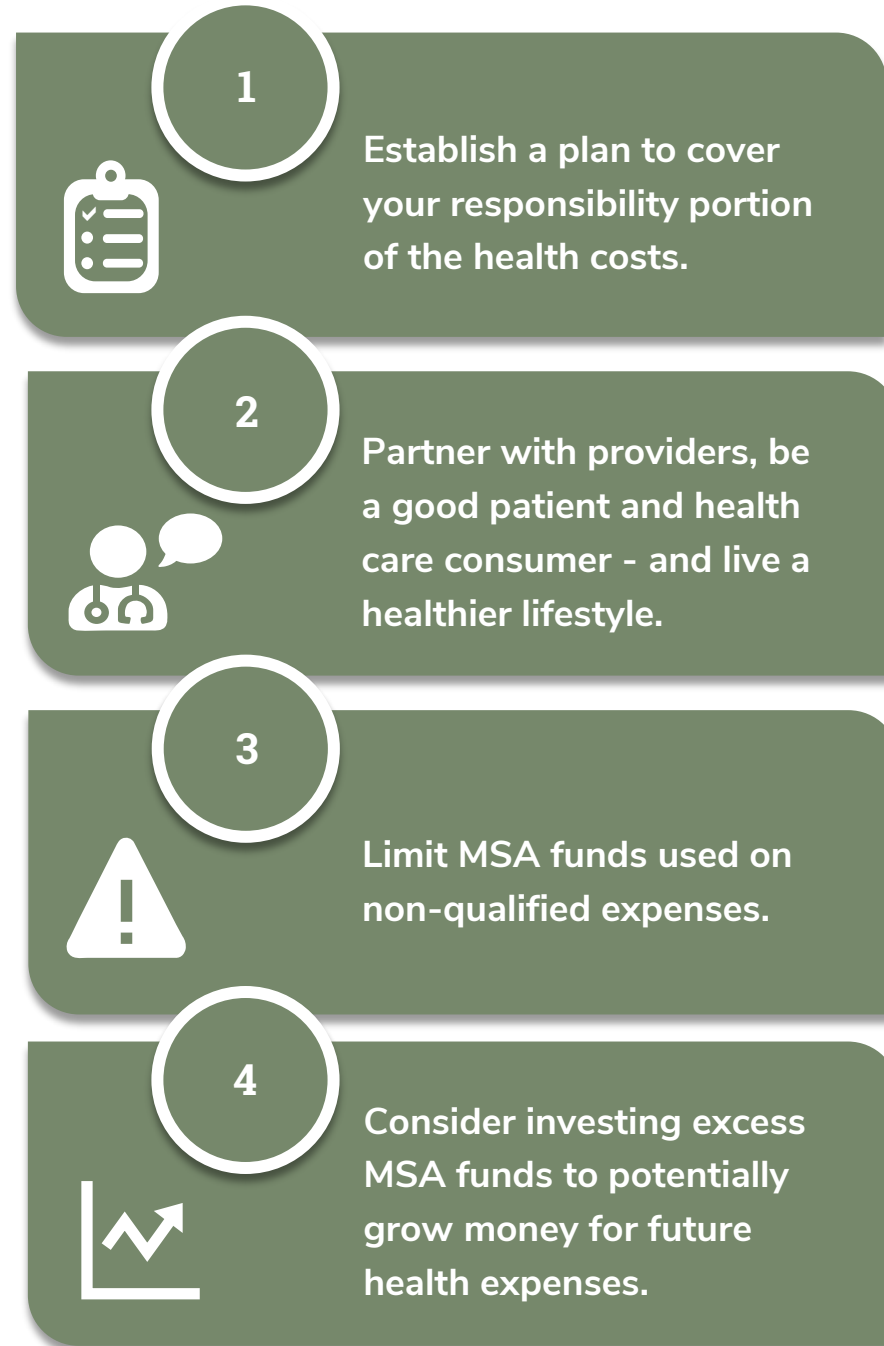 1
Establish a plan to cover
your responsibility portion
of the health costs.
2
Partner with providers, be
a good patient and health
care consumer - and live a
healthier lifestyle.
3
Limit MSA funds used on
non-qualified expenses.
4
Consider investing excess
MSA funds to potentially
grow money for future
health expenses.